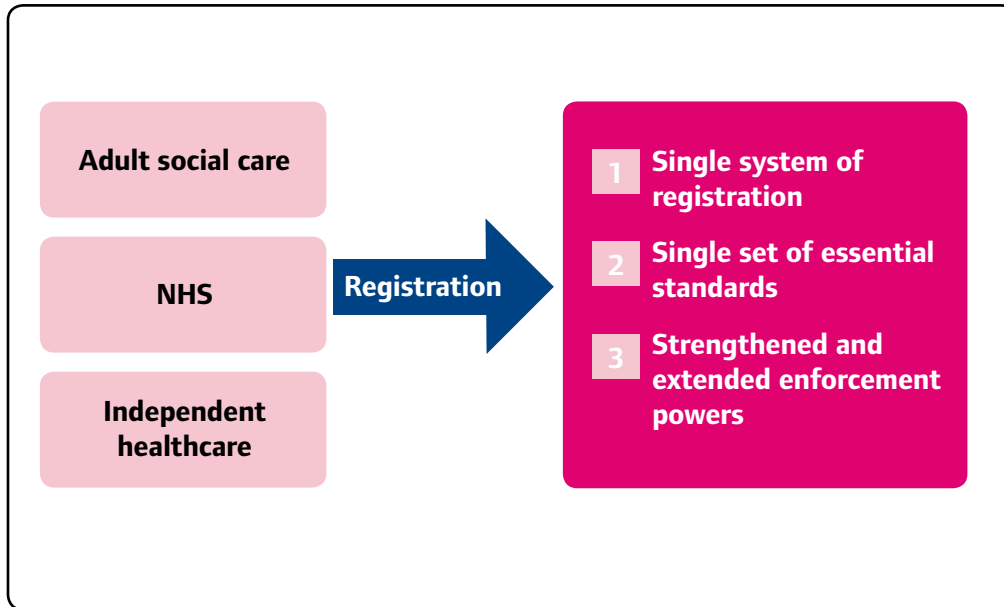 Adult social care
NHS
Independent
healthcare
Registration
1 Single system of
registration
2 Single set of essential
standards
3 Strengthened and
extended enforcement
powers